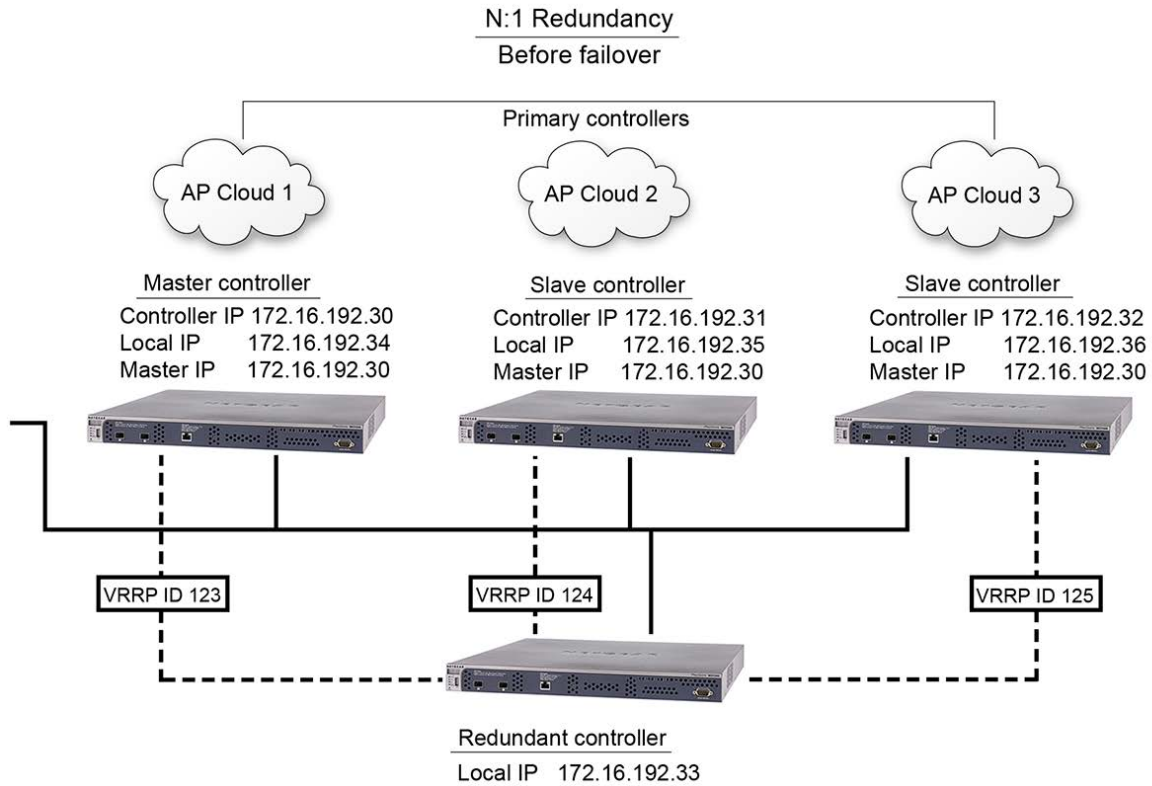 N:1 Redundancy
Before failover
Primary controllers
AP Cloud 1
AP Cloud 2
AP Cloud 3
Master controller
Controller IP 172.16.192.30
Local IP 172.16.192.34
Master IP 172.16.192.30
Slave controller
Controller IP 172.16.192.31
Local IP 172.16.192.35
Master IP 172.16.192.30
Slave controller
Controller IP 172.16.192.32
Local IP 172.16.192.36
Master IP 172.16.192.30
NETGEAR
NETGEAR
NETGEAR
VRRP ID 123
VRRP ID 124
VRRP ID 125
NETGEAR
Redundant controller
Local IP 172.16.192.33